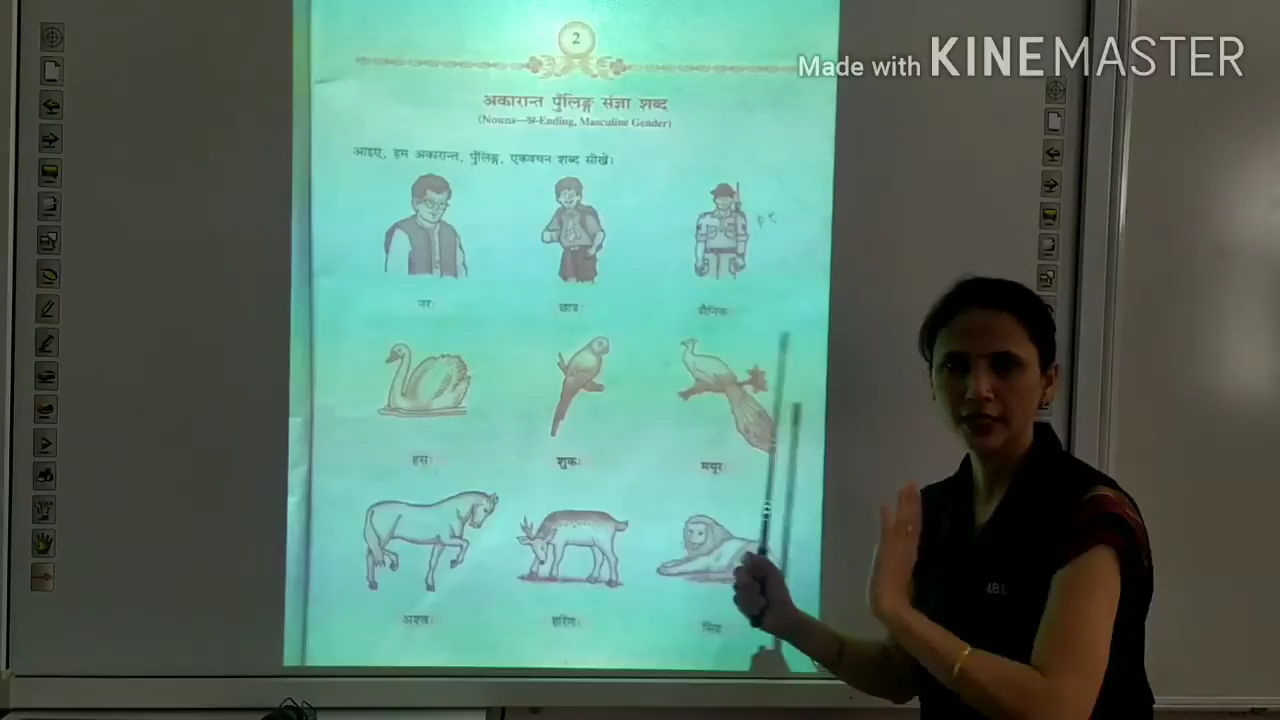 2
Made with KINEMASTER
अकारान्त पुँल्लिङ्ग संज्ञा शब्द
(Nouns—अ-Ending, Masculine Gender)
आइए, हम अकारान्त, पुँल्लिङ्ग, एकवचन शब्द सीखें।
नरः छात्रः सैनिकः
हंसः शुकः मयूरः
अश्वः हरिणः सिंहः